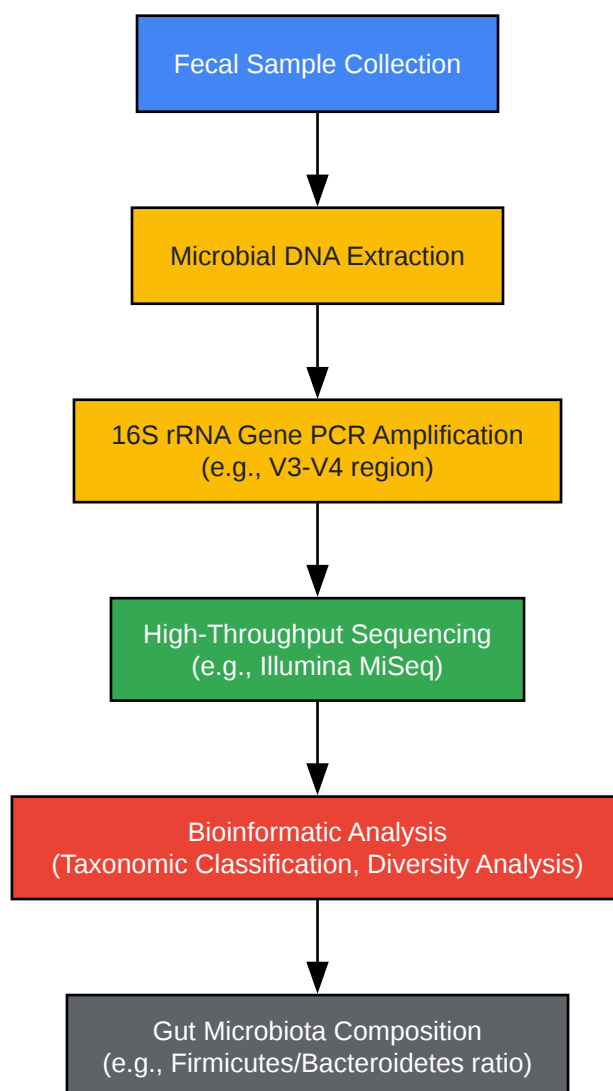 Fecal Sample Collection
Microbial DNA Extraction
16S rRNA Gene PCR Amplification
(e.g., V3-V4 region)
High-Throughput Sequencing
(e.g., Illumina MiSeq)
Bioinformatic Analysis
(Taxonomic Classification, Diversity Analysis)
Gut Microbiota Composition
(e.g., Firmicutes/Bacteroidetes ratio)